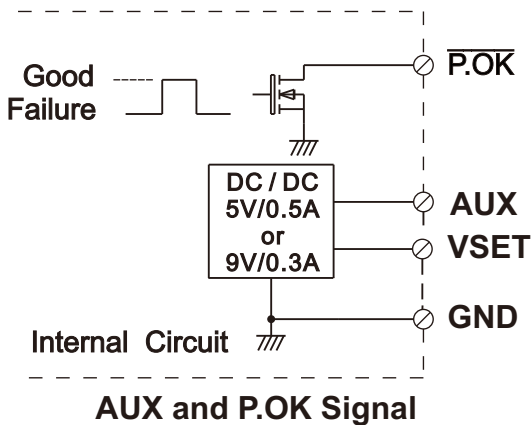 Good
Failure
P.OK
DC / DC
5V/0.5A
or
9V/0.3A
AUX
VSET
GND
Internal Circuit
AUX and P.OK Signal